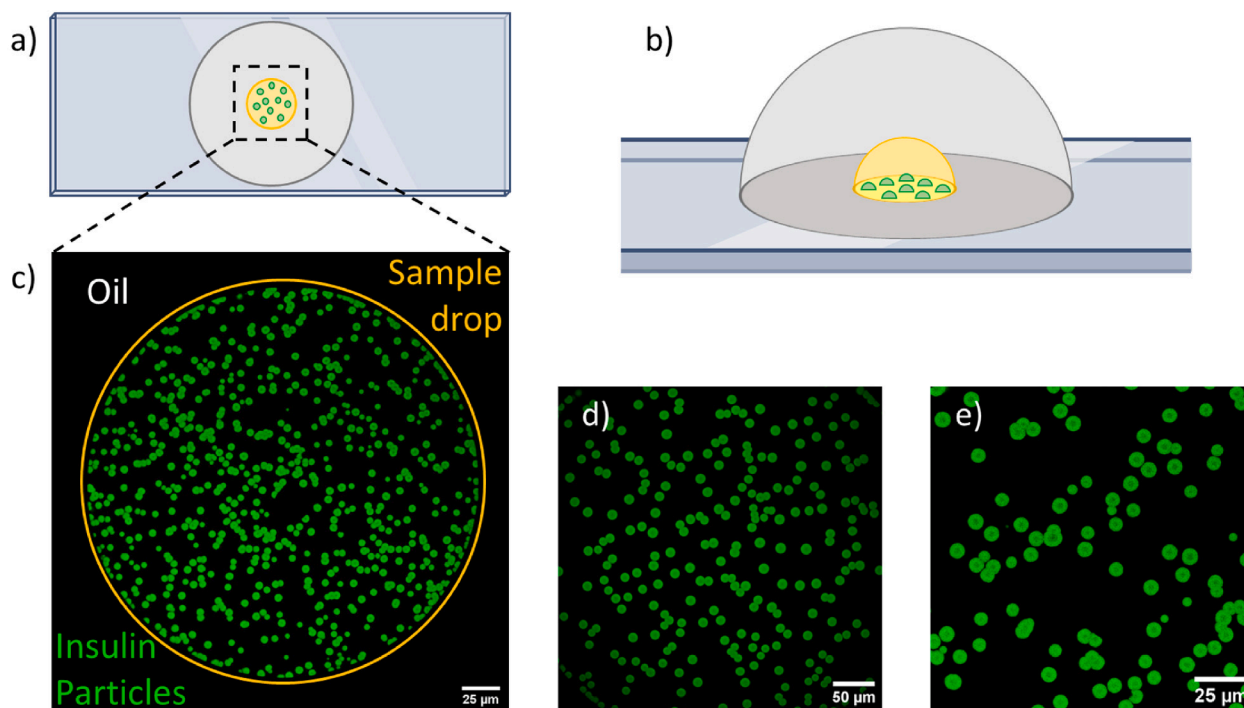 a)
b)
c)
Oil
Sample
drop
Insulin
Particles
25 µm
d)
50 µm
e)
25 µm